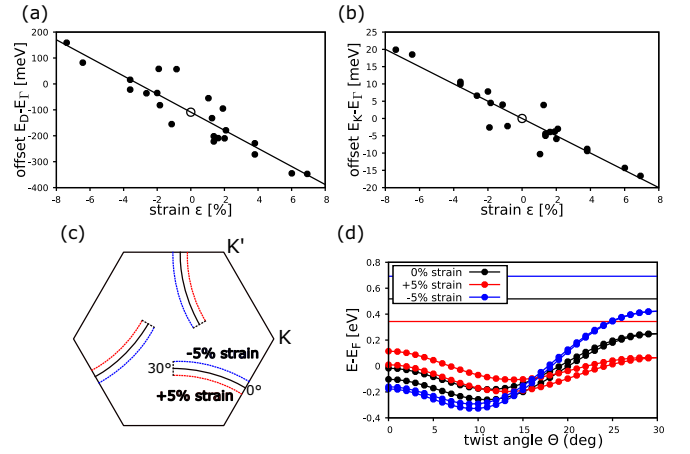 (a)
offset E_D-E_Γ [meV]
200
100
0
-100
-200
-300
-400
-8 -6 -4 -2 0 2 4 6 8
strain ε [%]
(b)
offset E_K-E_Γ [meV]
25
20
15
10
5
0
-5
-10
-15
-20
-8 -6 -4 -2 0 2 4 6 8
strain ε [%]
(c)
K'
K
-5% strain
30°
0°
+5% strain
(d)
E-E_F [eV]
0.8
0.6
0.4
0.2
0
-0.2
-0,4
0% strain
+5% strain
-5% strain
0 5 10 15 20 25 30
twist angle Θ (deg)